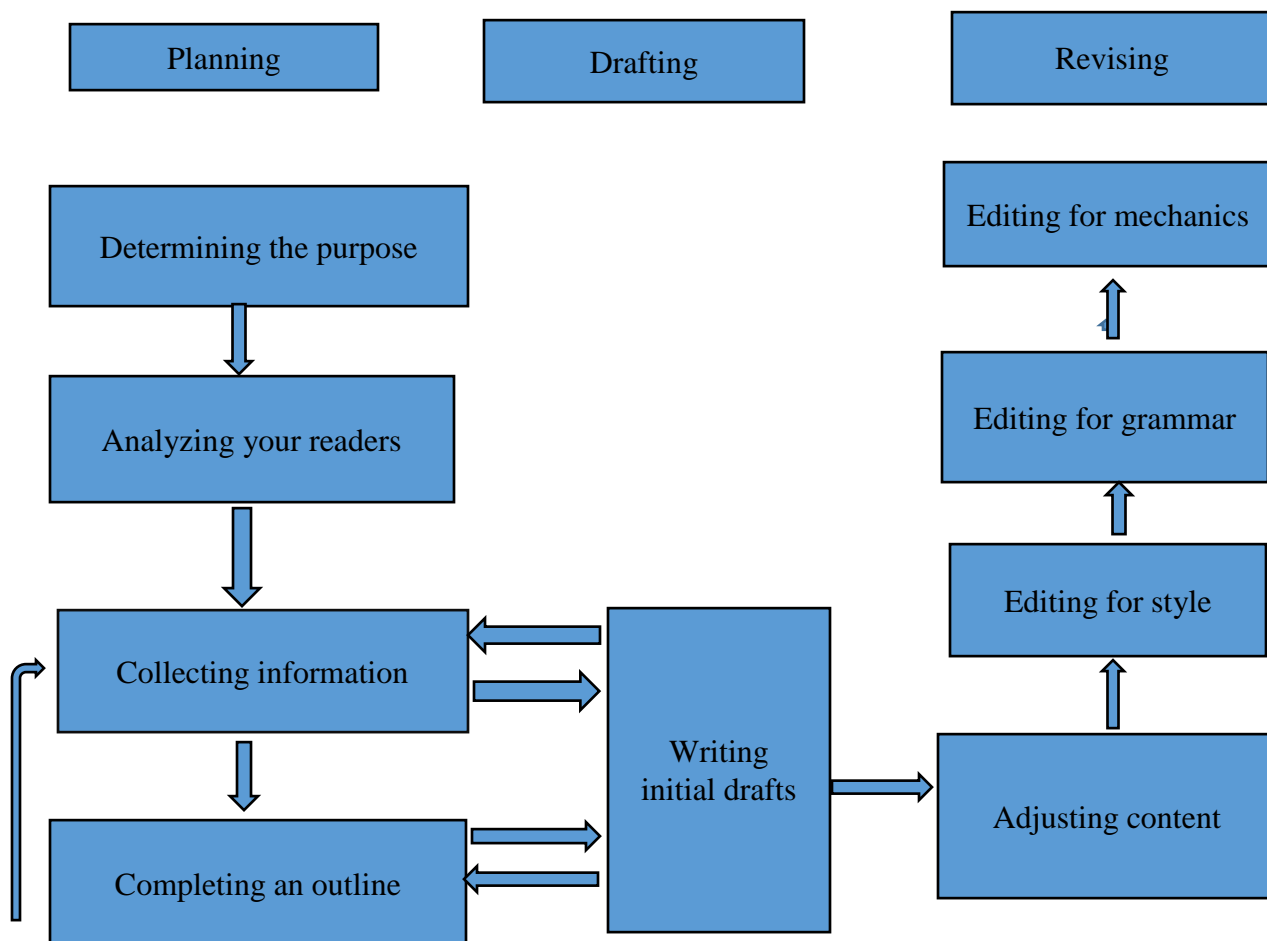 Planning
Drafting
Revising
Determining the purpose
Analyzing your readers
Collecting information
Completing an outline
Writing
initial drafts
Editing for mechanics
Editing for grammar
Editing for style
Adjusting content